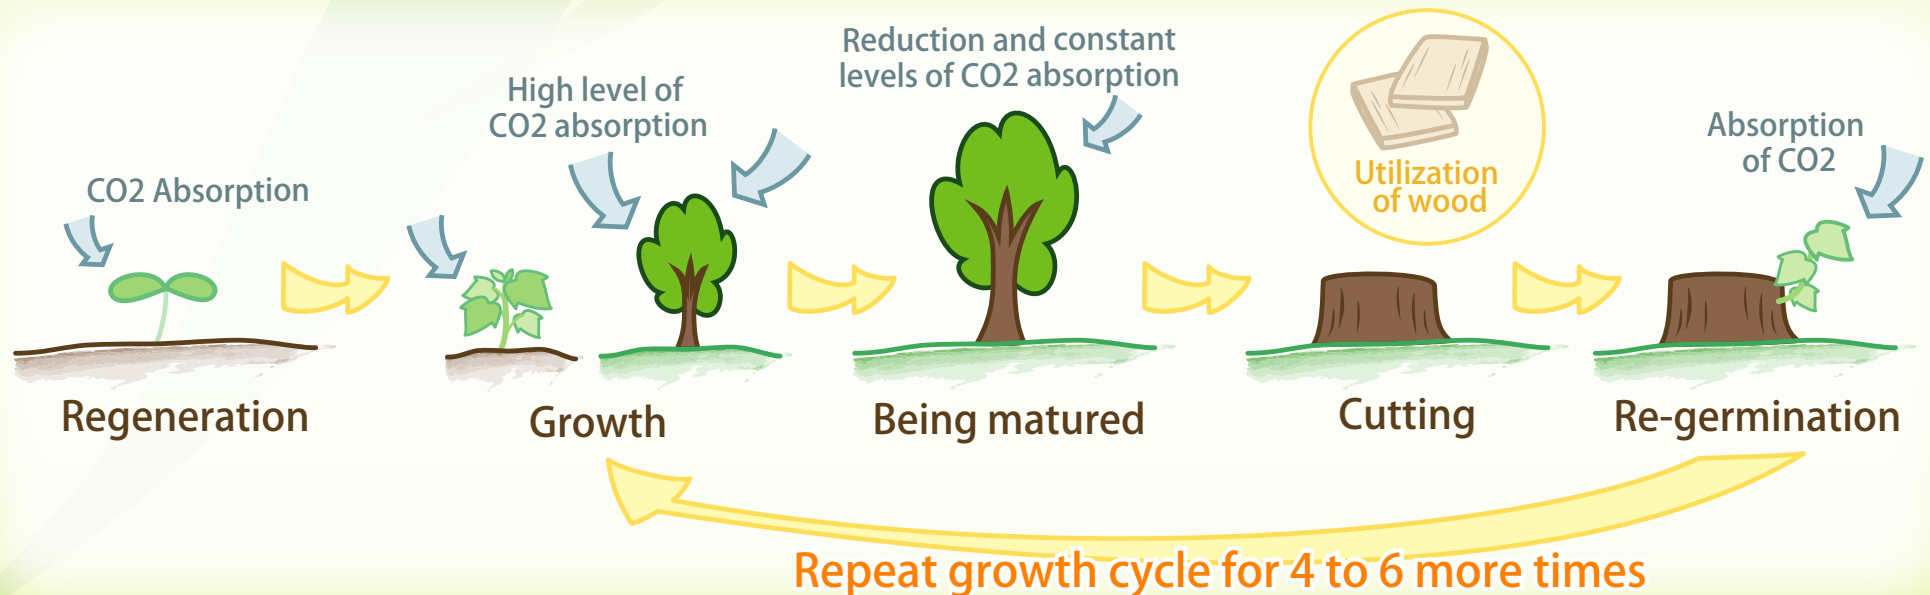 CO2 Absorption
High level of
CO2 absorption
Reduction and constant
levels of CO2 absorption
Utilization
of wood
Absorption
of CO2
Regeneration
Growth
Being matured
Cutting
Re-germination
Repeat growth cycle for 4 to 6 more times